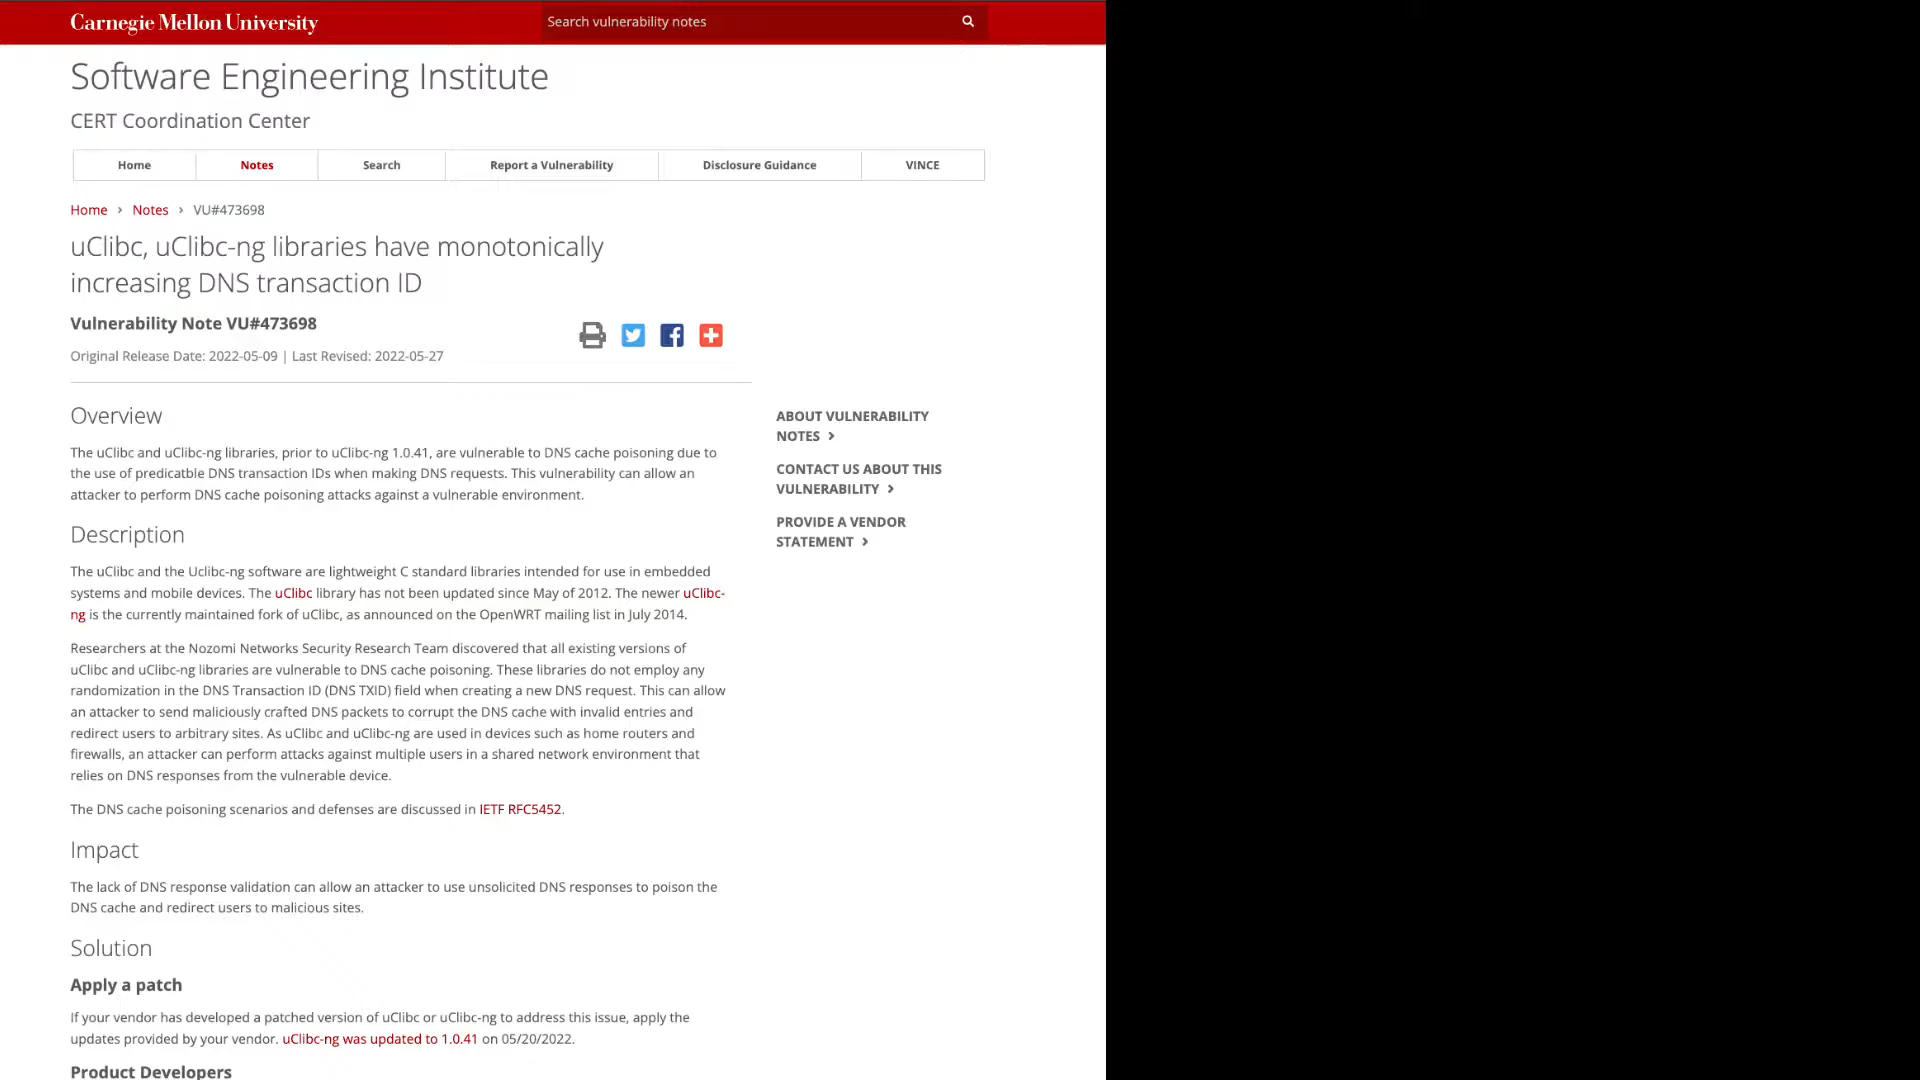 Carnegie Mellon University
Search vulnerability notes
Software Engineering Institute
CERT Coordination Center
Home Notes Search Report a Vulnerability Disclosure Guidance VINCE
Home › Notes › VU#473698
uClibc, uClibc-ng libraries have monotonically
increasing DNS transaction ID
Vulnerability Note VU#473698
Original Release Date: 2022-05-09 | Last Revised: 2022-05-27
Overview
The uClibc and uClibc-ng libraries, prior to uClibc-ng 1.0.41, are vulnerable to DNS cache poisoning due to
the use of predicatble DNS transaction IDs when making DNS requests. This vulnerability can allow an
attacker to perform DNS cache poisoning attacks against a vulnerable environment.
Description
The uClibc and the Uclibc-ng software are lightweight C standard libraries intended for use in embedded
systems and mobile devices. The uClibc library has not been updated since May of 2012. The newer uClibc-
ng is the currently maintained fork of uClibc, as announced on the OpenWRT mailing list in July 2014.
Researchers at the Nozomi Networks Security Research Team discovered that all existing versions of
uClibc and uClibc-ng libraries are vulnerable to DNS cache poisoning. These libraries do not employ any
randomization in the DNS Transaction ID (DNS TXID) field when creating a new DNS request. This can allow
an attacker to send maliciously crafted DNS packets to corrupt the DNS cache with invalid entries and
redirect users to arbitrary sites. As uClibc and uClibc-ng are used in devices such as home routers and
firewalls, an attacker can perform attacks against multiple users in a shared network environment that
relies on DNS responses from the vulnerable device.
The DNS cache poisoning scenarios and defenses are discussed in IETF RFC5452.
Impact
The lack of DNS response validation can allow an attacker to use unsolicited DNS responses to poison the
DNS cache and redirect users to malicious sites.
Solution
Apply a patch
If your vendor has developed a patched version of uClibc or uClibc-ng to address this issue, apply the
updates provided by your vendor. uClibc-ng was updated to 1.0.41 on 05/20/2022.
Product Developers
ABOUT VULNERABILITY
NOTES ›
CONTACT US ABOUT THIS
VULNERABILITY ›
PROVIDE A VENDOR
STATEMENT ›